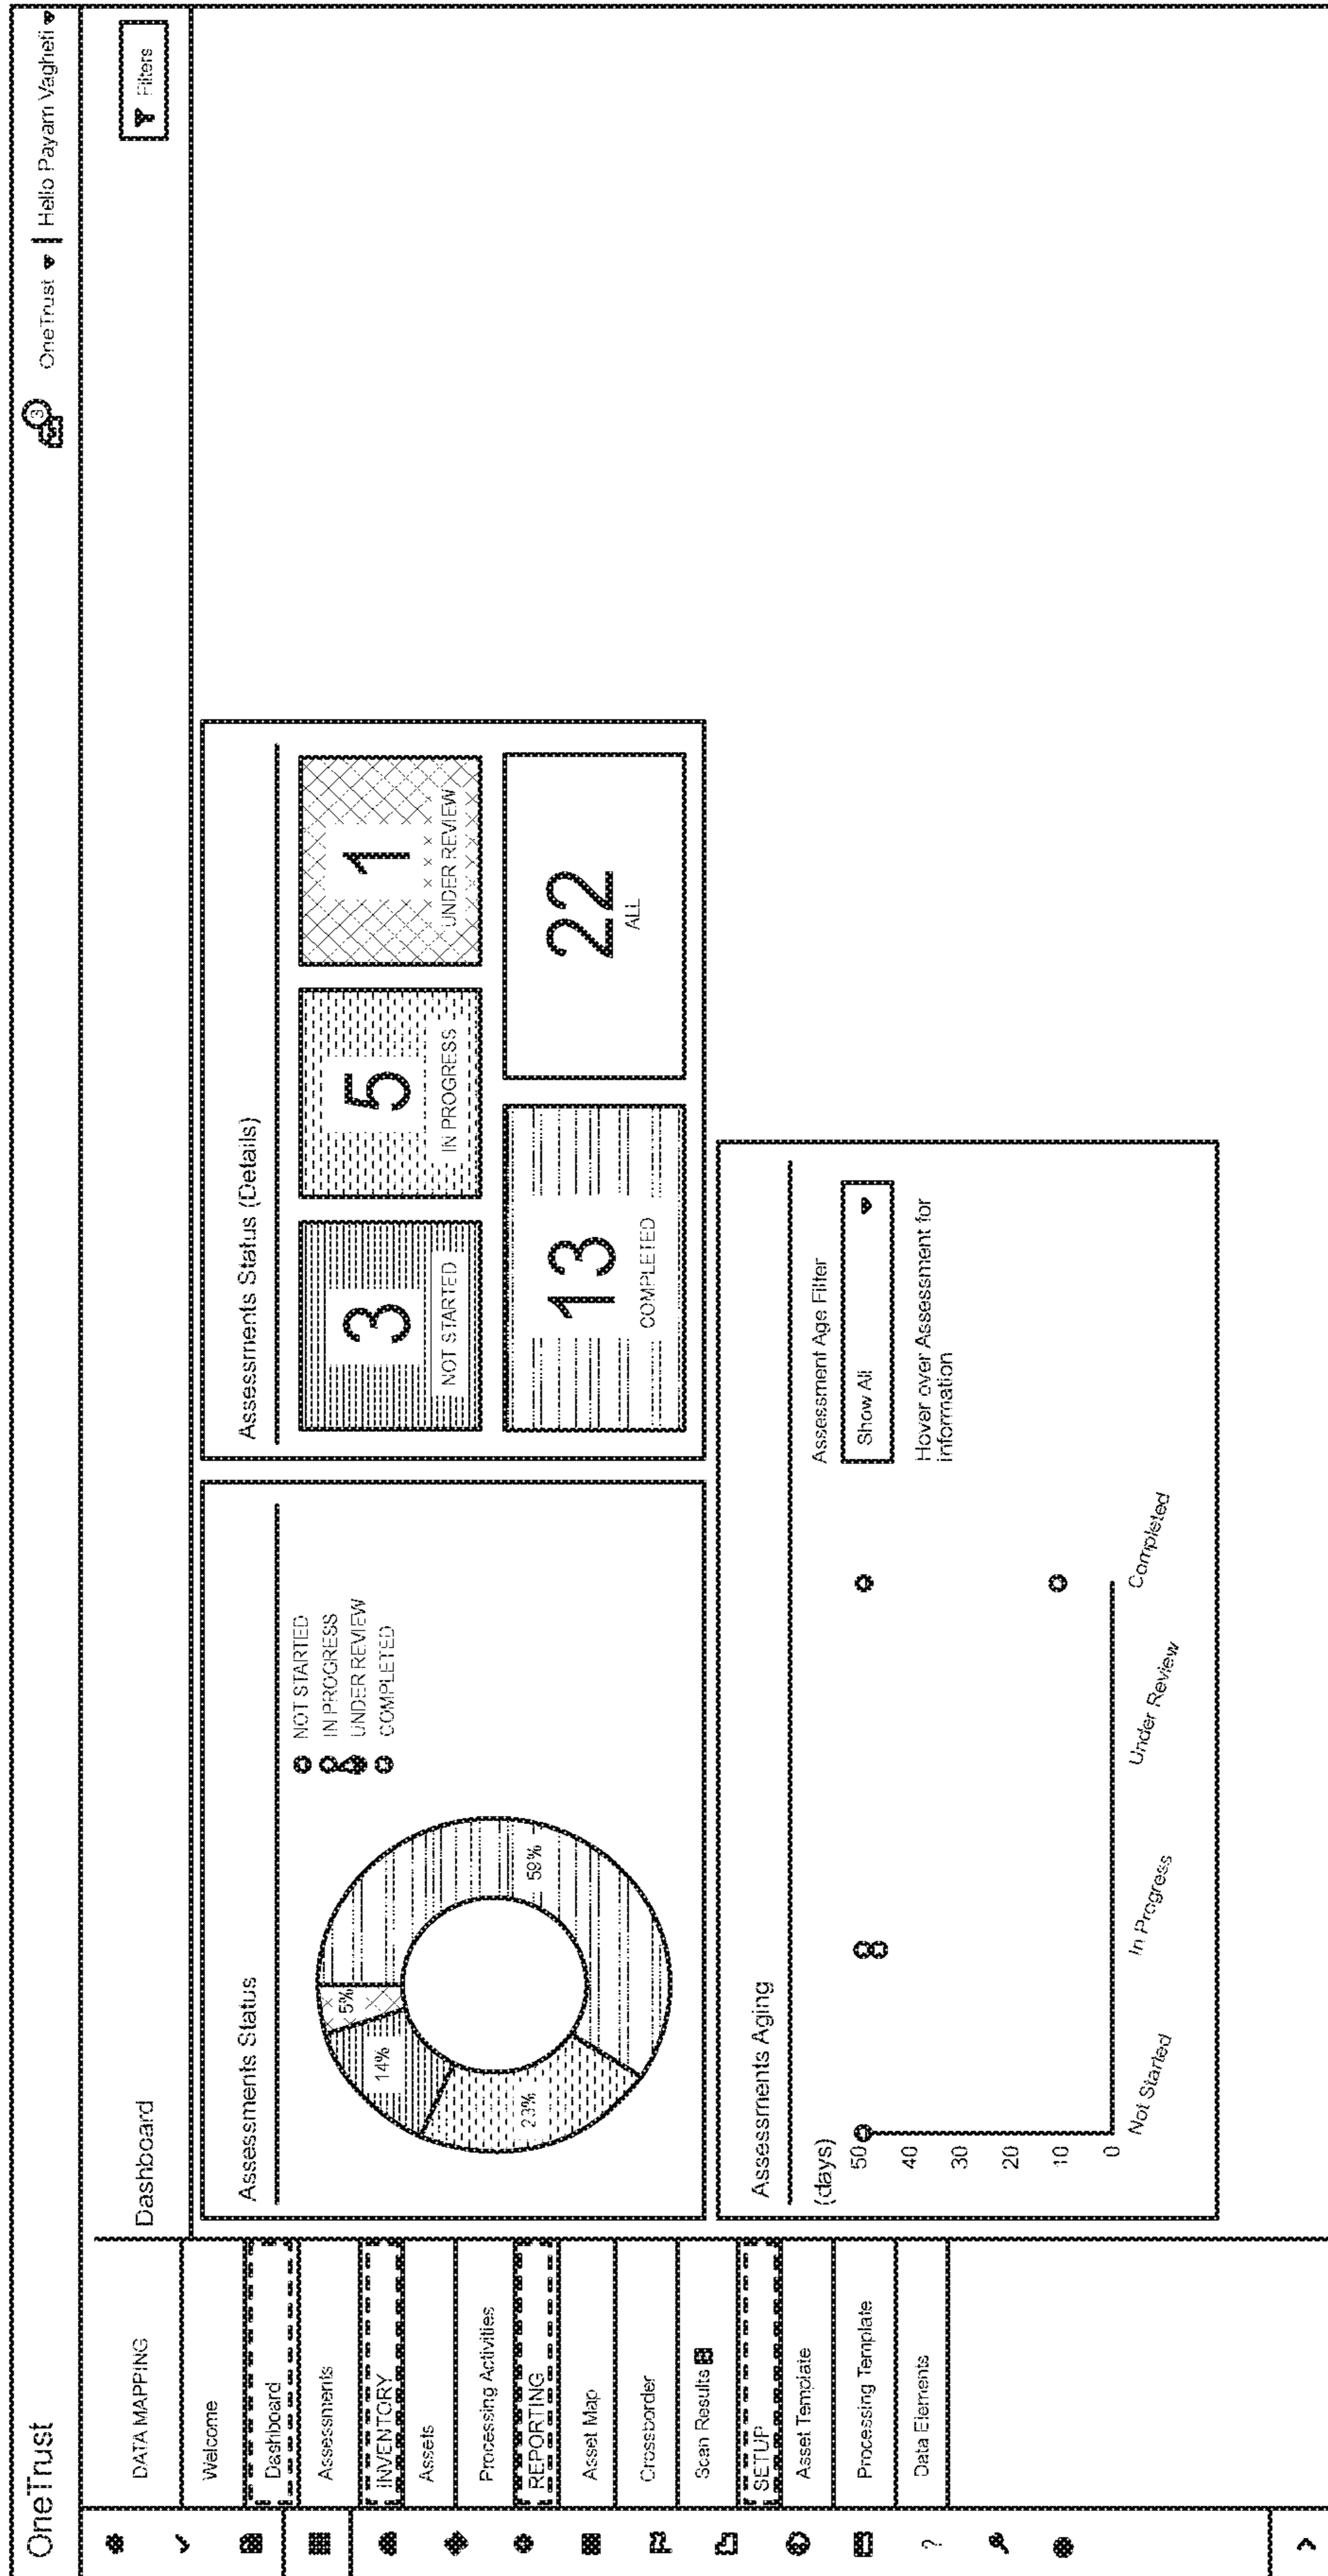 OneTrust
3
OneTrust
Hello Payam Vagheti
DATA MAPPING
Welcome
Dashboard
Assessments
INVENTORY
Assets
Processing Activities
REPORTING
Asset Map
Crossborder
Scan Results
SETUP
Asset Template
Processing Template
Data Elements
?
Dashboard
Filters
Assessments Status
5%
14%
23%
59%
NOT STARTED
IN PROGRESS
UNDER REVIEW
COMPLETED
Assessments Status (Details)
3
NOT STARTED
5
IN PROGRESS
1
UNDER REVIEW
13
COMPLETED
22
ALL
Assessments Aging
(days)
50
40
30
20
10
0
Not Started
In Progress
Under Review
Completed
Assessment Age Filter
Show All
Hover over Assessment for
information